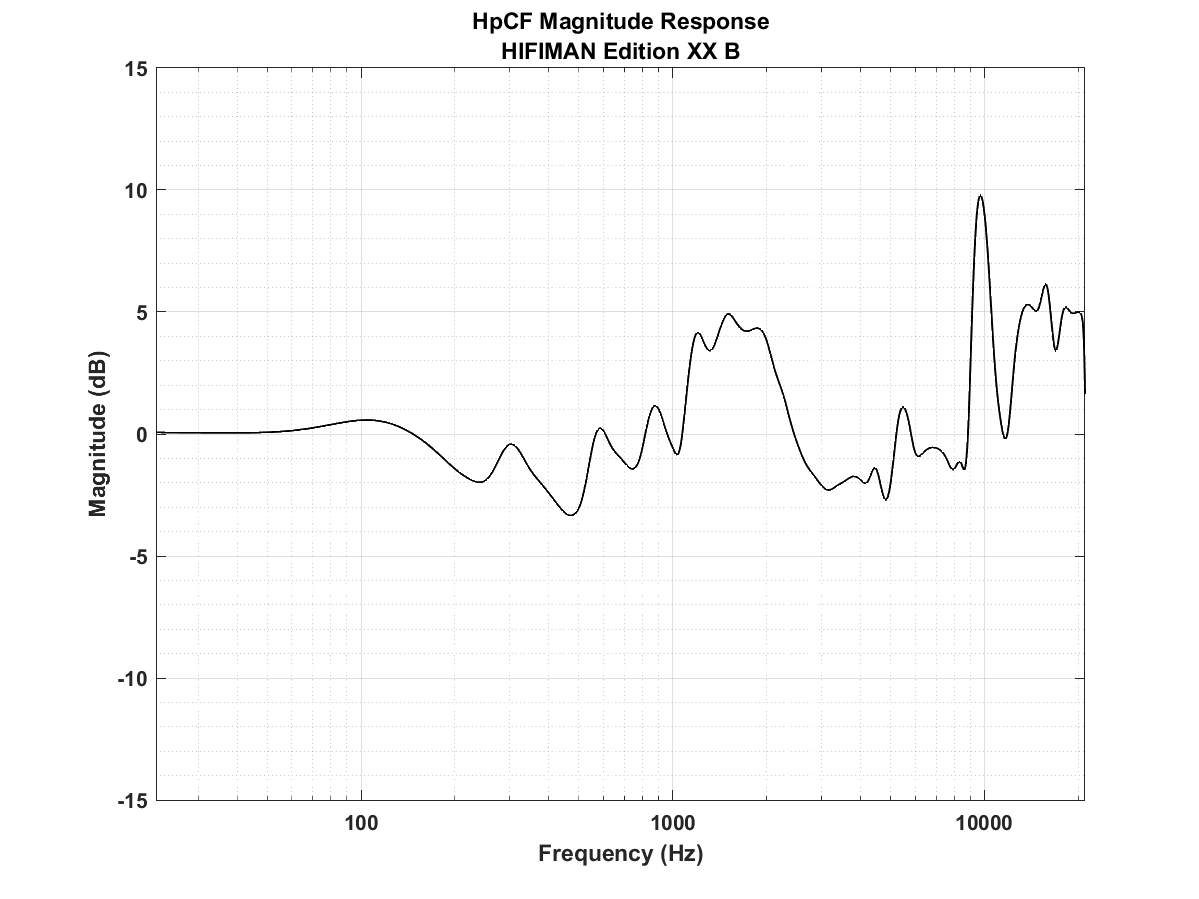 HpCF Magnitude Response
HIFIMAN Edition XX B
15
10
5
0
-5
-10
-15
Magnitude (dB)
100
1000
10000
Frequency (Hz)